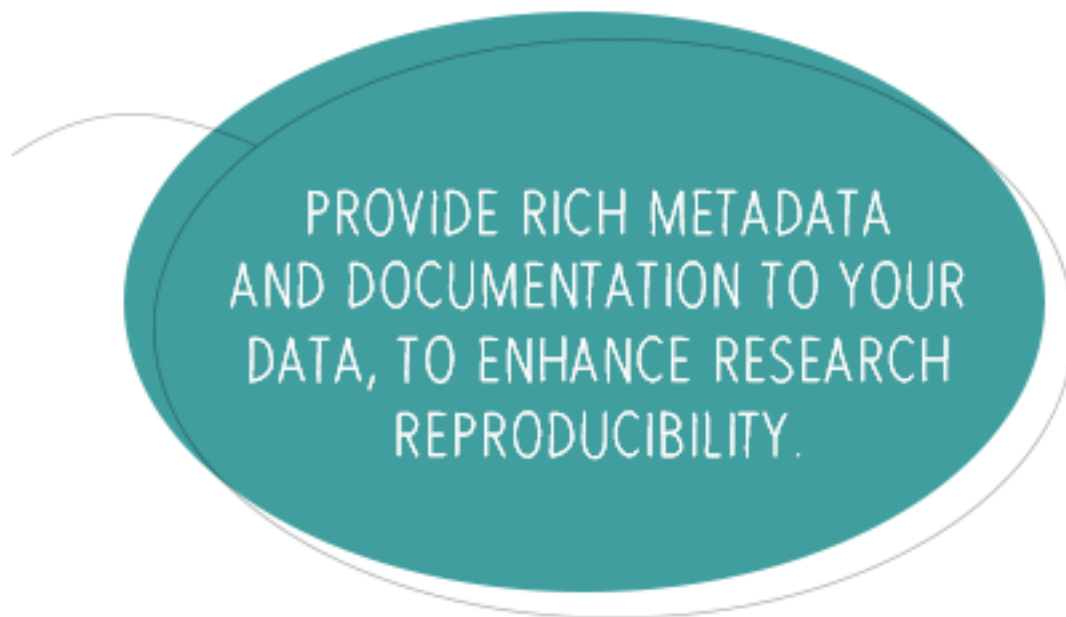 PROVIDE RICH METADATA
AND DOCUMENTATION TO YOUR
DATA, TO ENHANCE RESEARCH
REPRODUCIBILITY.